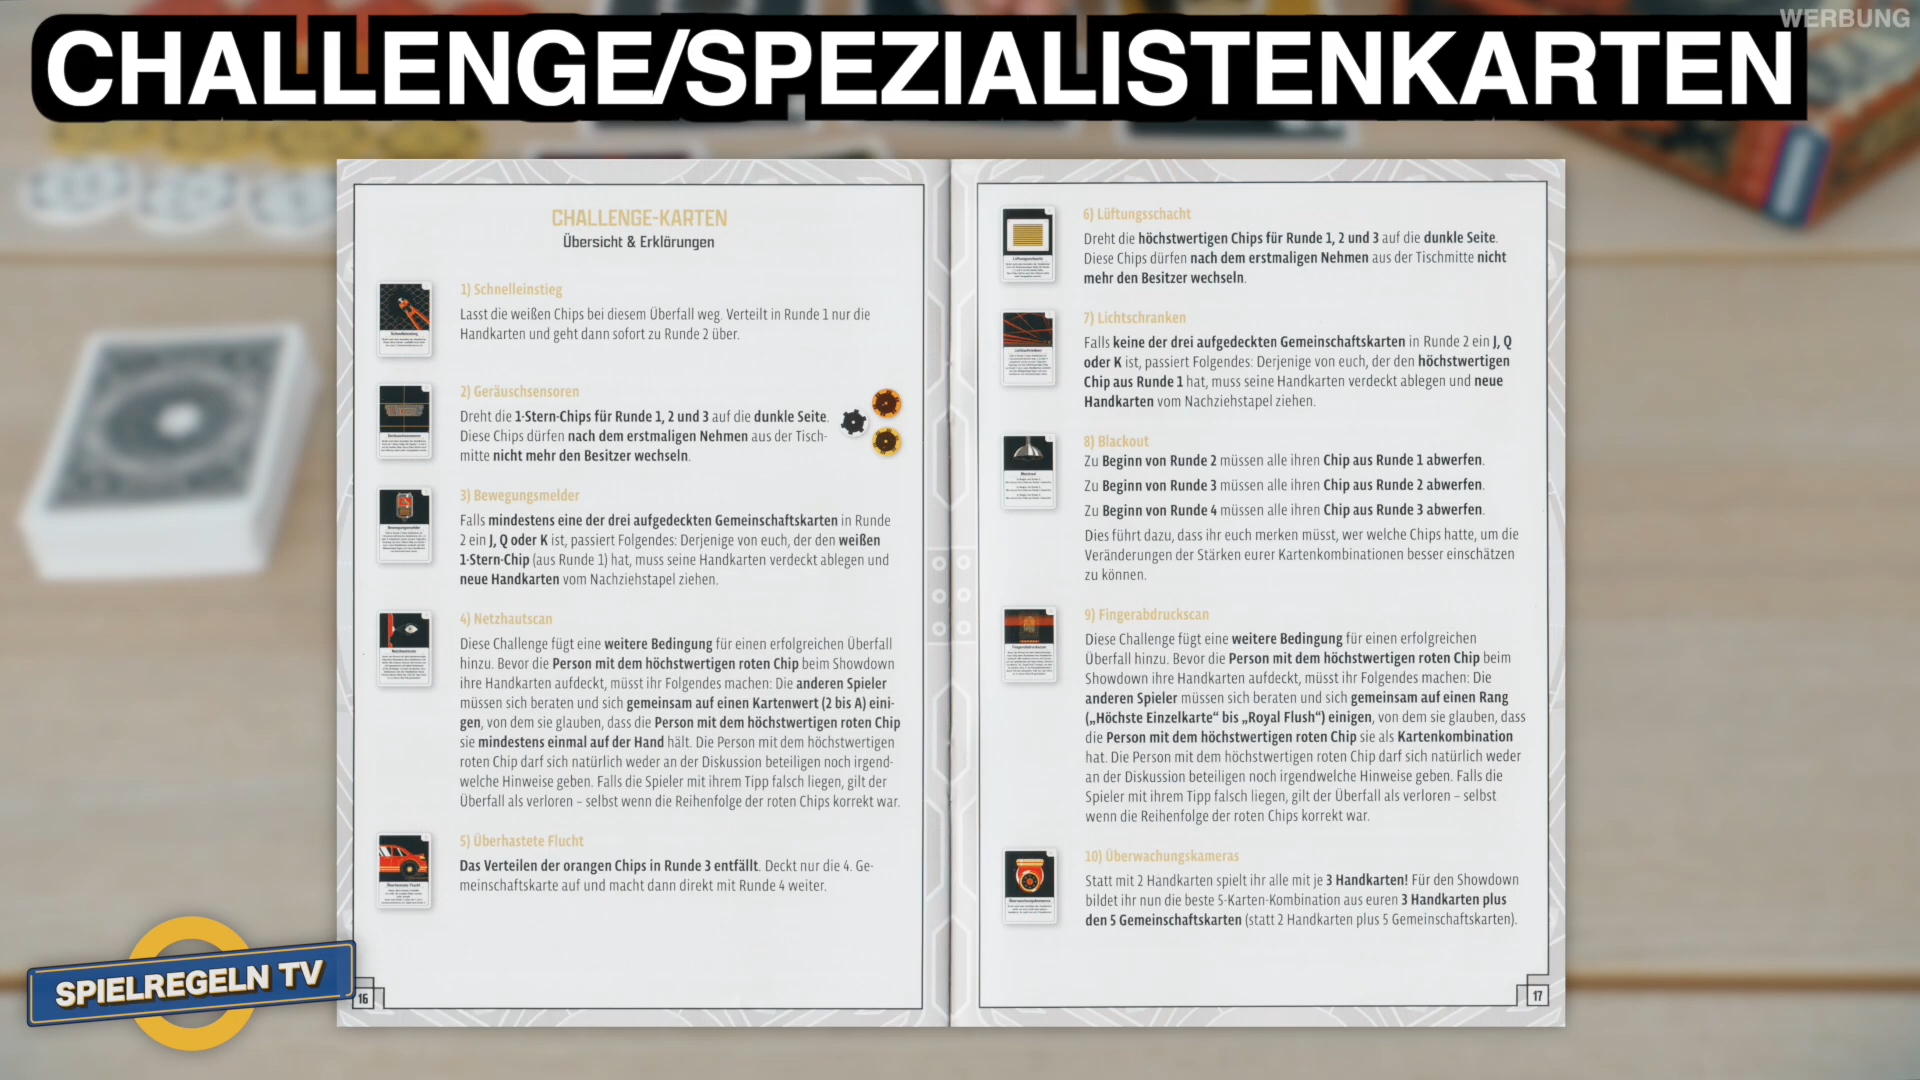 WERBUNG
CHALLENGE/SPEZIALISTENKARTEN
CHALLENGE-KARTEN
Übersicht & Erklärungen
1) Schnelleinstieg
Lasst die weißen Chips bei diesem Überfall weg. Verteilt in Runde 1 nur die
Handkarten und geht dann sofort zu Runde 2 über.
2) Geräuschsensoren
Dreht die 1-Stern-Chips für Runde 1, 2 und 3 auf die dunkle Seite.
Diese Chips dürfen nach dem erstmaligen Nehmen aus der Tisch-
mitte nicht mehr den Besitzer wechseln.
3) Bewegungsmelder
Falls mindestens eine der drei aufgedeckten Gemeinschaftskarten in Runde
2 ein J, Q oder K ist, passiert Folgendes: Derjenige von euch, der den weißen
1-Stern-Chip (aus Runde 1) hat, muss seine Handkarten verdeckt ablegen und
neue Handkarten vom Nachziehstapel ziehen.
4) Netzhautscan
Diese Challenge fügt eine weitere Bedingung für einen erfolgreichen Überfall
hinzu. Bevor die Person mit dem höchstwertigen roten Chip beim Showdown
ihre Handkarten aufdeckt, müsst ihr Folgendes machen: Die anderen Spieler
müssen sich beraten und sich gemeinsam auf einen Kartenwert (2 bis A) eini-
gen, von dem sie glauben, dass die Person mit dem höchstwertigen roten Chip
sie mindestens einmal auf der Hand hält. Die Person mit dem höchstwertigen
roten Chip darf sich natürlich weder an der Diskussion beteiligen noch irgend-
welche Hinweise geben. Falls die Spieler mit ihrem Tipp falsch liegen, gilt der
Überfall als verloren – selbst wenn die Reihenfolge der roten Chips korrekt war.
5) Überhastete Flucht
Das Verteilen der orangen Chips in Runde 3 entfällt. Deckt nur die 4. Ge-
meinschaftskarte auf und macht dann direkt mit Runde 4 weiter.
16
6) Lüftungsschacht
Dreht die höchstwertigen Chips für Runde 1, 2 und 3 auf die dunkle Seite.
Diese Chips dürfen nach dem erstmaligen Nehmen aus der Tischmitte nicht
mehr den Besitzer wechseln.
7) Lichtschranken
Falls keine der drei aufgedeckten Gemeinschaftskarten in Runde 2 ein J, Q
oder K ist, passiert Folgendes: Derjenige von euch, der den höchstwertigen
Chip aus Runde 1 hat, muss seine Handkarten verdeckt ablegen und neue
Handkarten vom Nachziehstapel ziehen.
8) Blackout
Zu Beginn von Runde 2 müssen alle ihren Chip aus Runde 1 abwerfen.
Zu Beginn von Runde 3 müssen alle ihren Chip aus Runde 2 abwerfen.
Zu Beginn von Runde 4 müssen alle ihren Chip aus Runde 3 abwerfen.
Dies führt dazu, dass ihr euch merken müsst, wer welche Chips hatte, um die
Veränderungen der Stärken eurer Kartenkombinationen besser einschätzen
zu können.
9) Fingerabdruckscan
Diese Challenge fügt eine weitere Bedingung für einen erfolgreichen
Überfall hinzu. Bevor die Person mit dem höchstwertigen roten Chip beim
Showdown ihre Handkarten aufdeckt, müsst ihr Folgendes machen: Die
anderen Spieler müssen sich beraten und sich gemeinsam auf einen Rang
(„Höchste Einzelkarte“ bis „Royal Flush“) einigen, von dem sie glauben, dass
die Person mit dem höchstwertigen roten Chip sie als Kartenkombination
hat. Die Person mit dem höchstwertigen roten Chip darf sich natürlich weder
an der Diskussion beteiligen noch irgendwelche Hinweise geben. Falls die
Spieler mit ihrem Tipp falsch liegen, gilt der Überfall als verloren – selbst
wenn die Reihenfolge der roten Chips korrekt war.
10) Überwachungskameras
Statt mit 2 Handkarten spielt ihr alle mit je 3 Handkarten! Für den Showdown
bildet ihr nun die beste 5-Karten-Kombination aus euren 3 Handkarten plus
den 5 Gemeinschaftskarten (statt 2 Handkarten plus 5 Gemeinschaftskarten).
17
SPIELREGELN TV